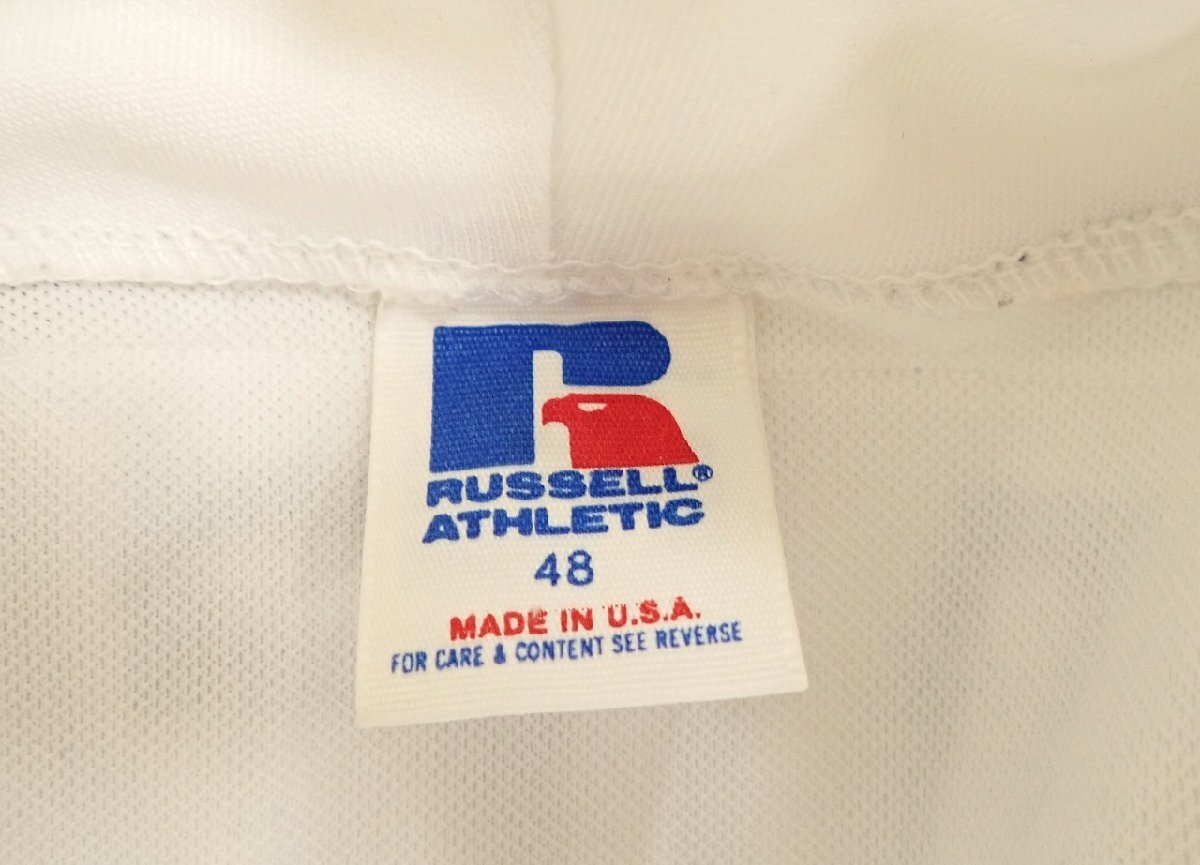 RUSSELL®
ATHLETIC
48
MADE IN U.S.A.
FOR CARE & CONTENT SEE REVERSE